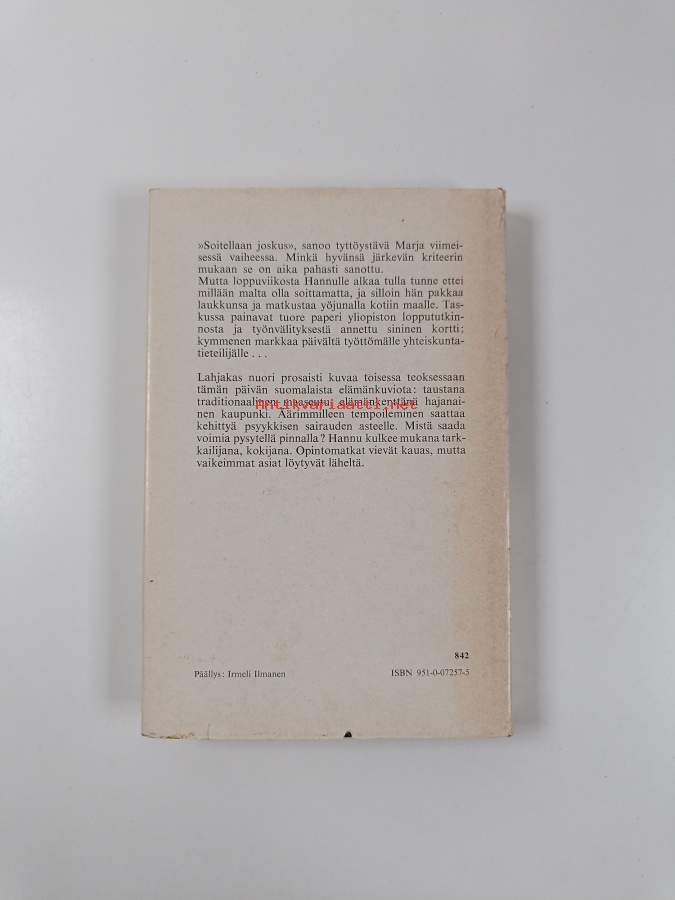 »Soitellaan joskus», sanoo tyttöystävä Marja viimei-
sessä vaiheessa. Minkä hyvänsä järkevän kriteerin
mukaan se on aika pahasti sanottu.
Mutta loppuviikosta Hannulle alkaa tulla tunne ettei
millään malta olla soittamatta, ja silloin hän pakkaa
laukkunsa ja matkustaa yöjunalla kotiin maalle. Tas-
kussa painavat tuore paperi yliopiston loppututkin-
nosta ja työnvälityksestä annettu sininen kortti;
kymmenen markkaa päivältä työttömälle yhteiskunta-
tieteilijälle . . .
Lahjakas nuori prosaisti kuvaa toisessa teoksessaan
tämän päivän suomalaista elämänkuviota: taustana
traditionaalinen maaseutu, elämänkenttänä hajanai-
Antikvariaatti.net
nen kaupunki. Äärimmilleen tempoileminen saattaa
kehittyä psyykkisen sairauden asteelle. Mistä saada
voimia pysytellä pinnalla? Hannu kulkee mukana tark-
kailijana, kokijana. Opintomatkat vievät kauas, mutta
vaikeimmat asiat löytyvät läheltä.
842
Päällys: Irmeli Ilmanen
ISBN 951-0-07257-5